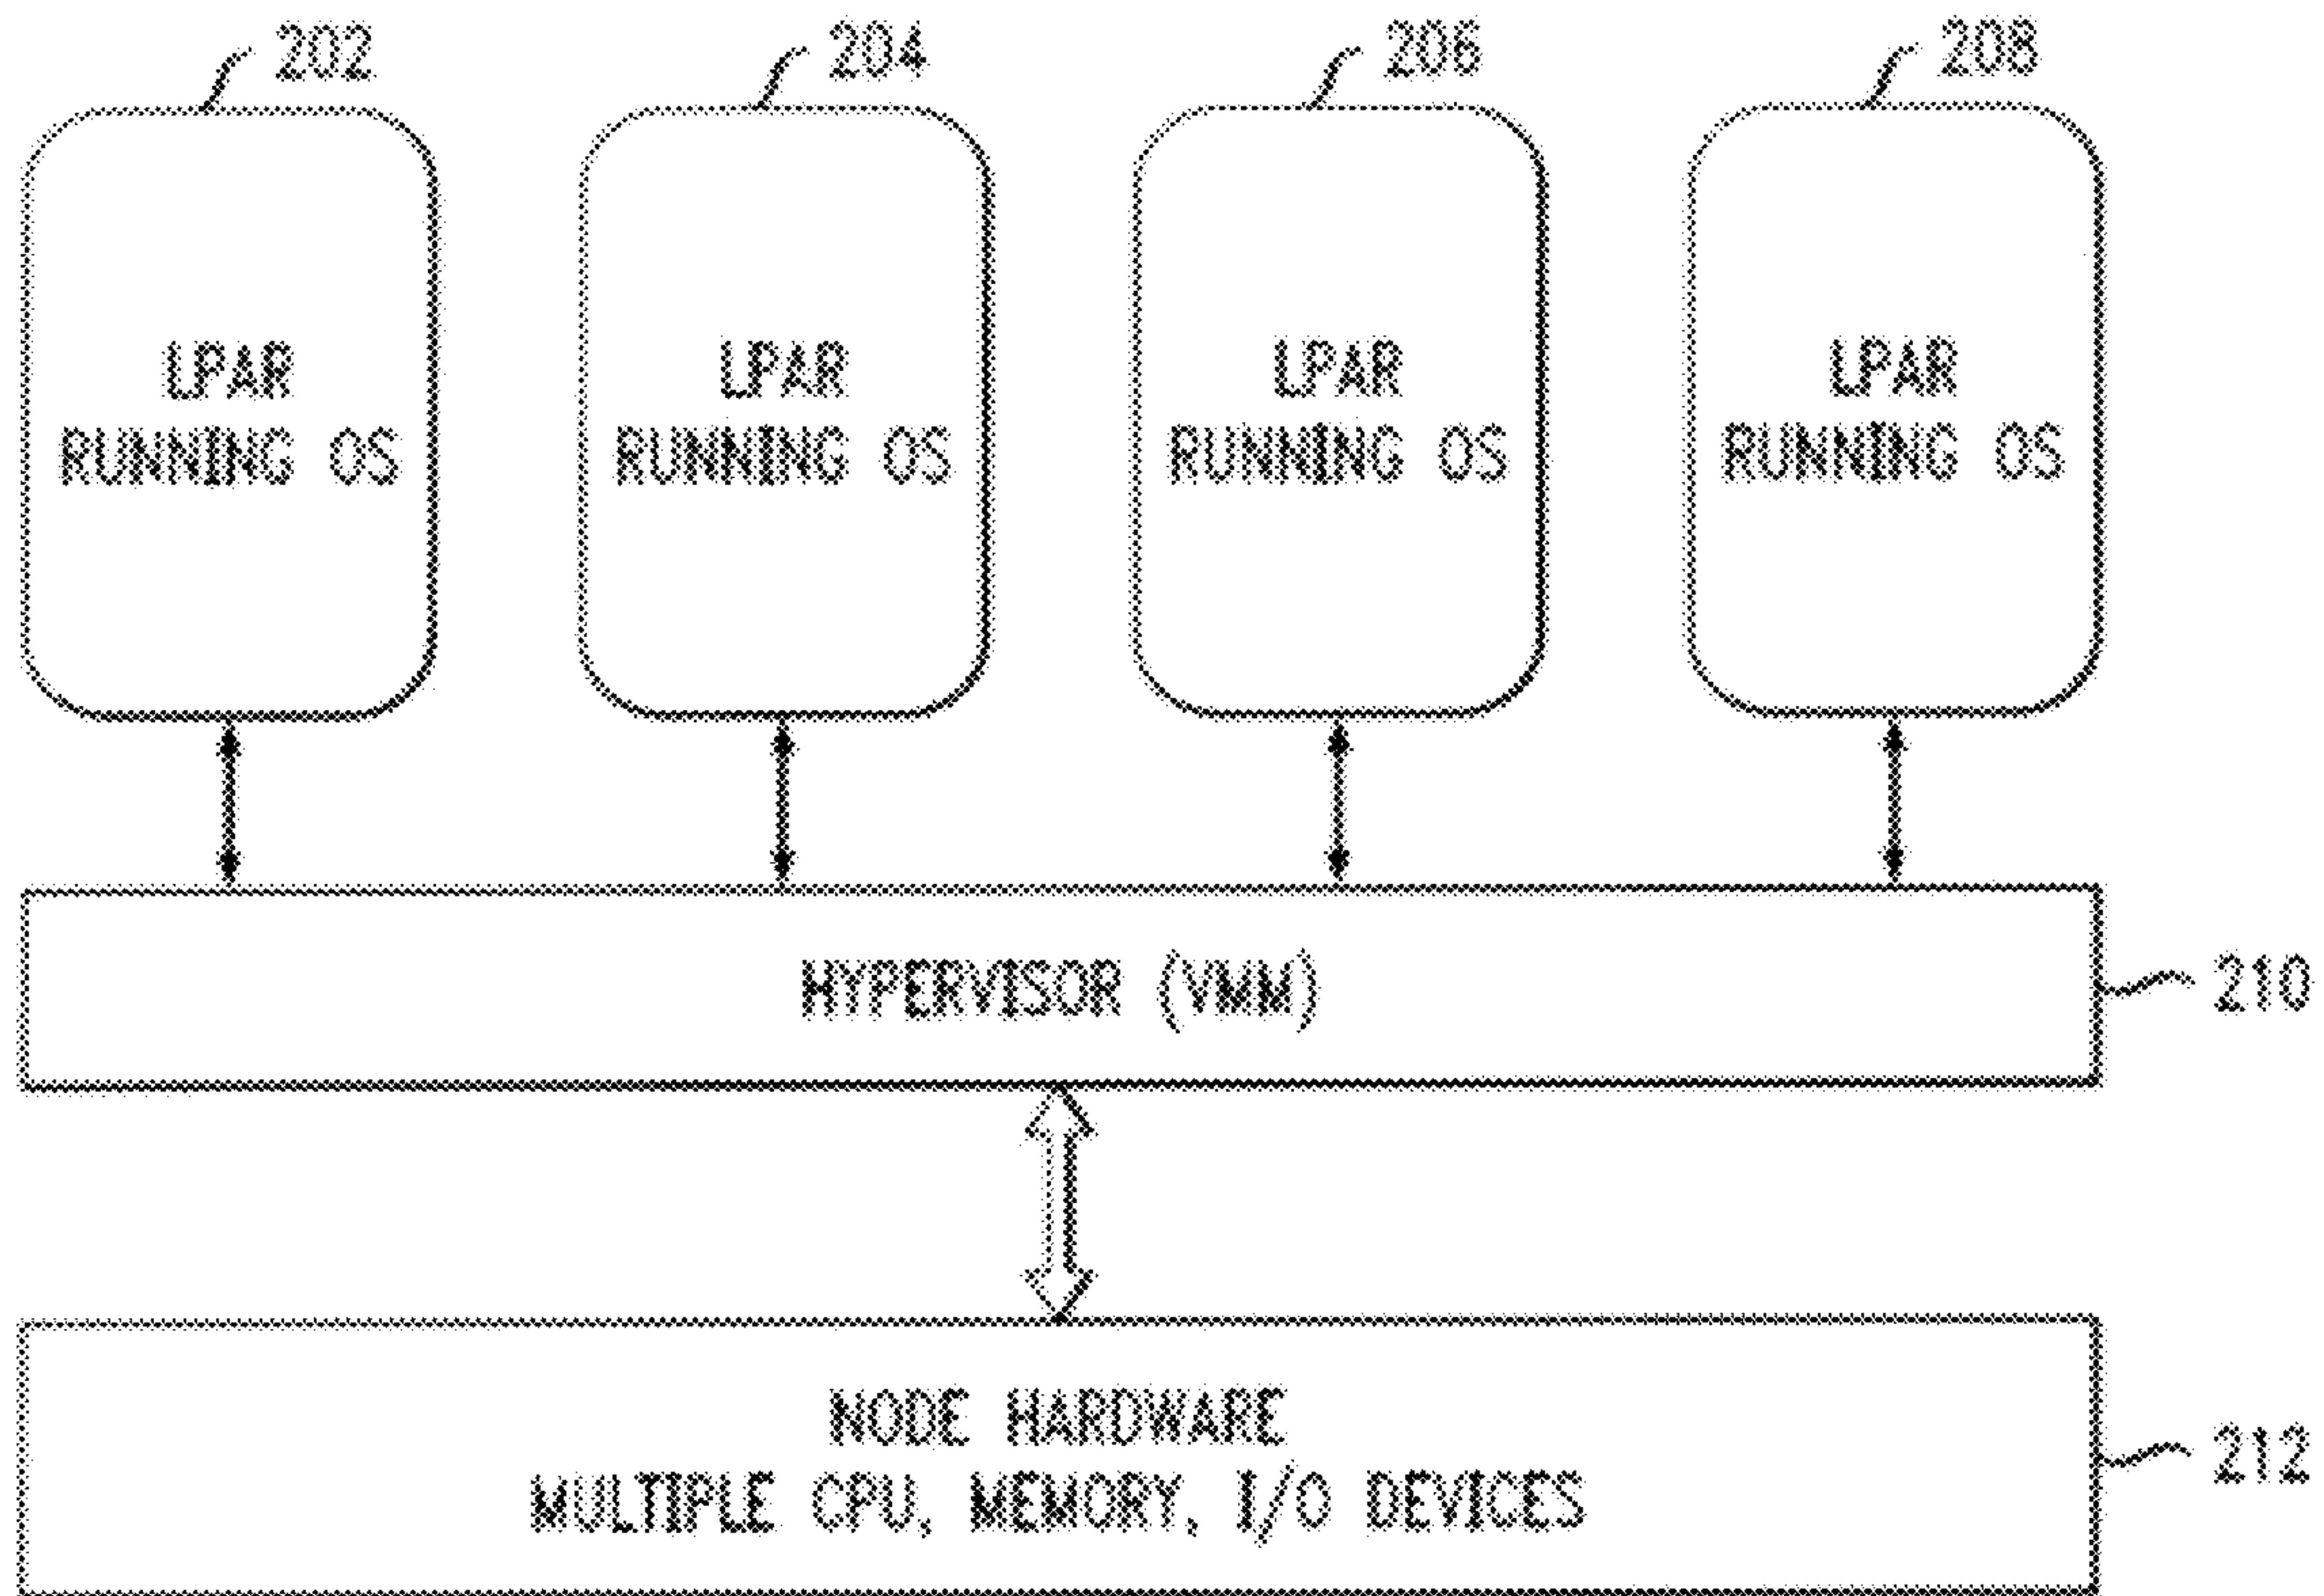 202
204
206
208
LPAR
RUNNING OS
LPAR
RUNNING OS
LPAR
RUNNING OS
LPAR
RUNNING OS
HYPERVISOR (VMM)
210
NODE HARDWARE
MULTIPLE CPU, MEMORY, I/O DEVICES
212